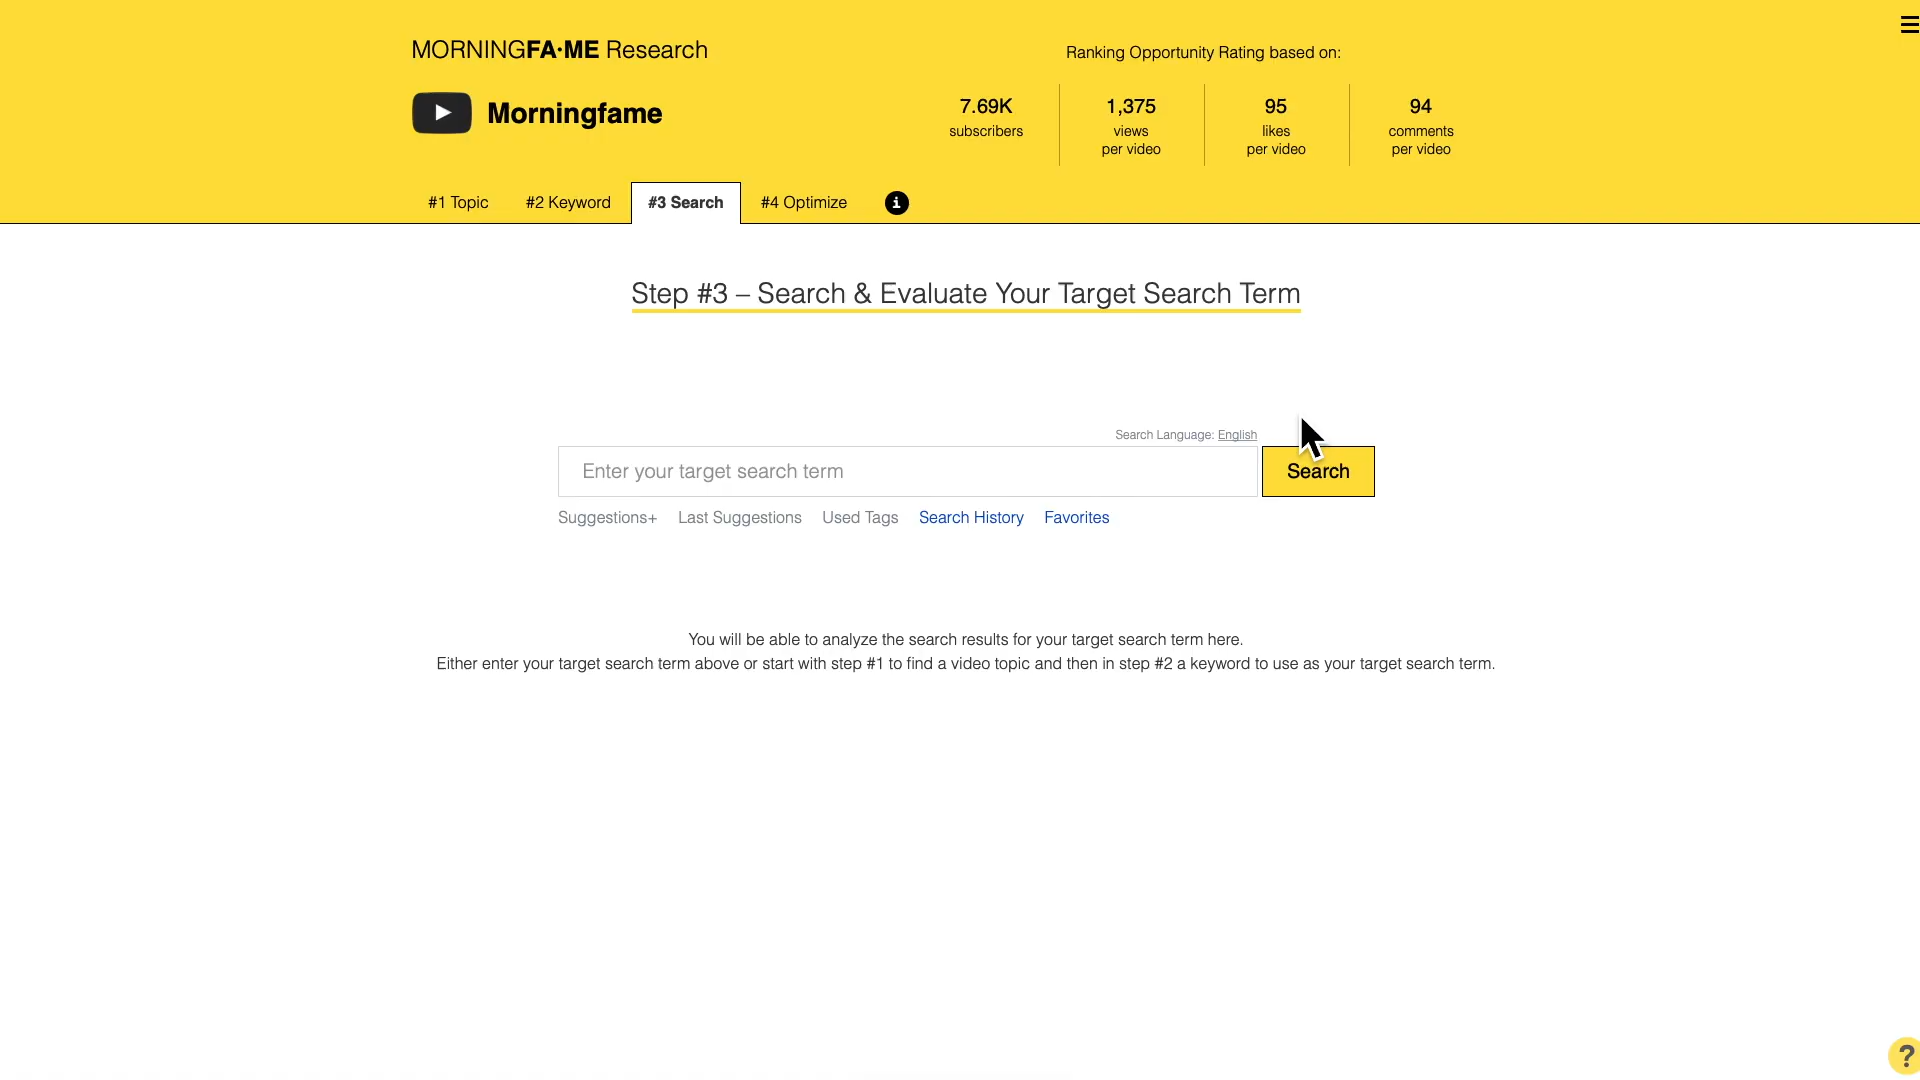 MORNINGFA·ME Research
Morningfame
Ranking Opportunity Rating based on:
7.69K
subscribers
1,375
views
per video
95
likes
per video
94
comments
per video
#1 Topic
#2 Keyword
#3 Search
#4 Optimize
i
Step #3 – Search & Evaluate Your Target Search Term
Search Language: English
Enter your target search term
Search
Suggestions+
Last Suggestions
Used Tags
Search History
Favorites
You will be able to analyze the search results for your target search term here.
Either enter your target search term above or start with step #1 to find a video topic and then in step #2 a keyword to use as your target search term.
?